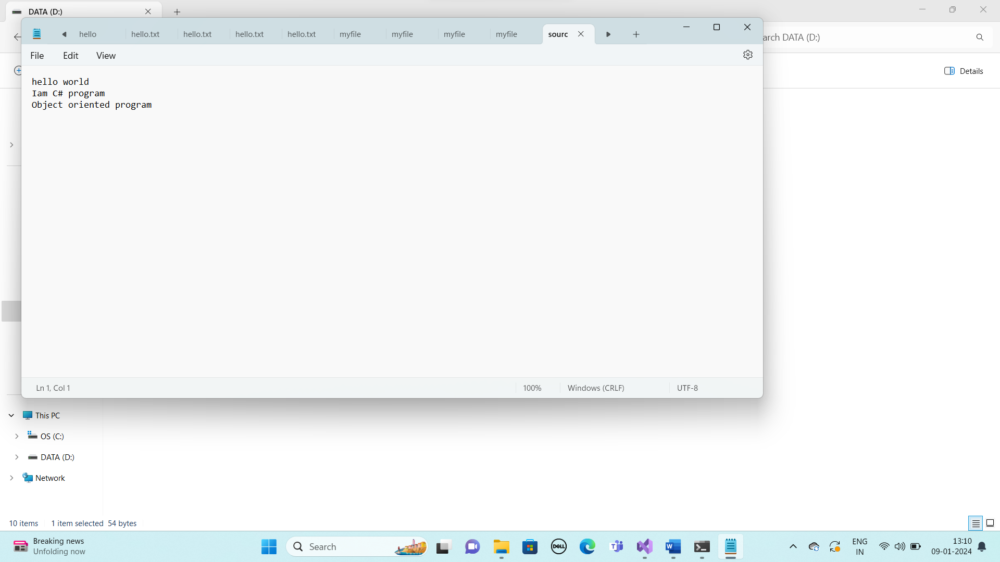 DATA (D:)
hello hello.txt hello.txt hello.txt hello.txt myfile myfile myfile myfile sourc
arch DATA (D:)
File Edit View
Details
hello world
Iam C# program
Object oriented program
Ln 1, Col 1 100% Windows (CRLF) UTF-8
This PC
OS (C:)
DATA (D:)
Network
10 items 1 item selected 54 bytes
Breaking news
Unfolding now
Search
DELL
ENG
IN
13:10
09-01-2024